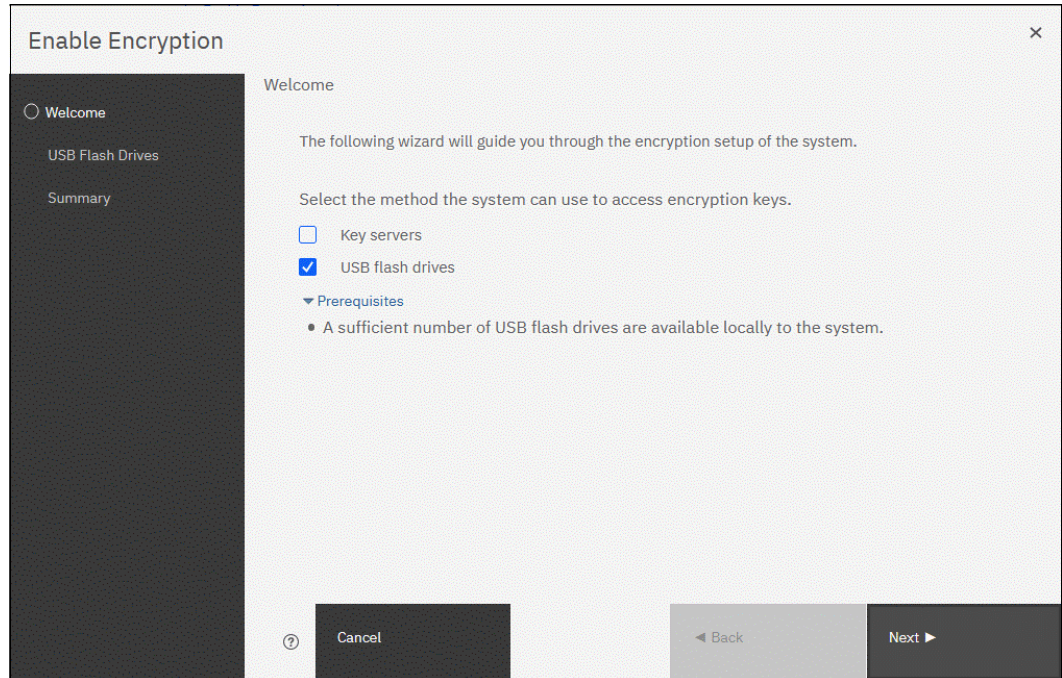 Enable Encryption
Welcome
USB Flash Drives
Summary
Welcome
The following wizard will guide you through the encryption setup of the system.
Select the method the system can use to access encryption keys.
Key servers
USB flash drives
Prerequisites
• A sufficient number of USB flash drives are available locally to the system.
?
Cancel
Back
Next